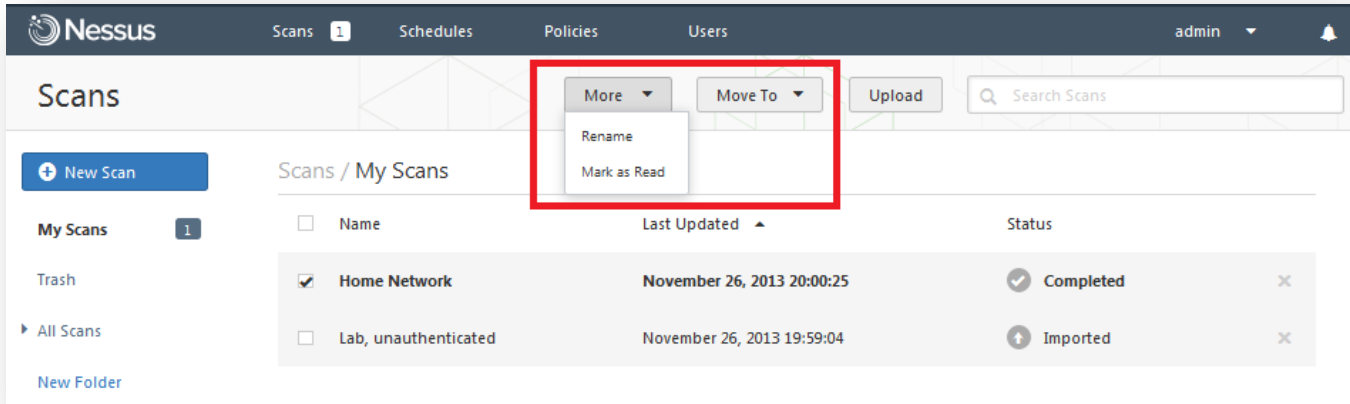 Nessus Scans 1 Schedules Policies Users admin
Scans More Move To Upload Search Scans
Rename
Mark as Read
New Scan
Scans / My Scans
My Scans 1
Name Last Updated Status
Trash
Home Network November 26, 2013 20:00:25 Completed
All Scans
Lab, unauthenticated November 26, 2013 19:59:04 Imported
New Folder